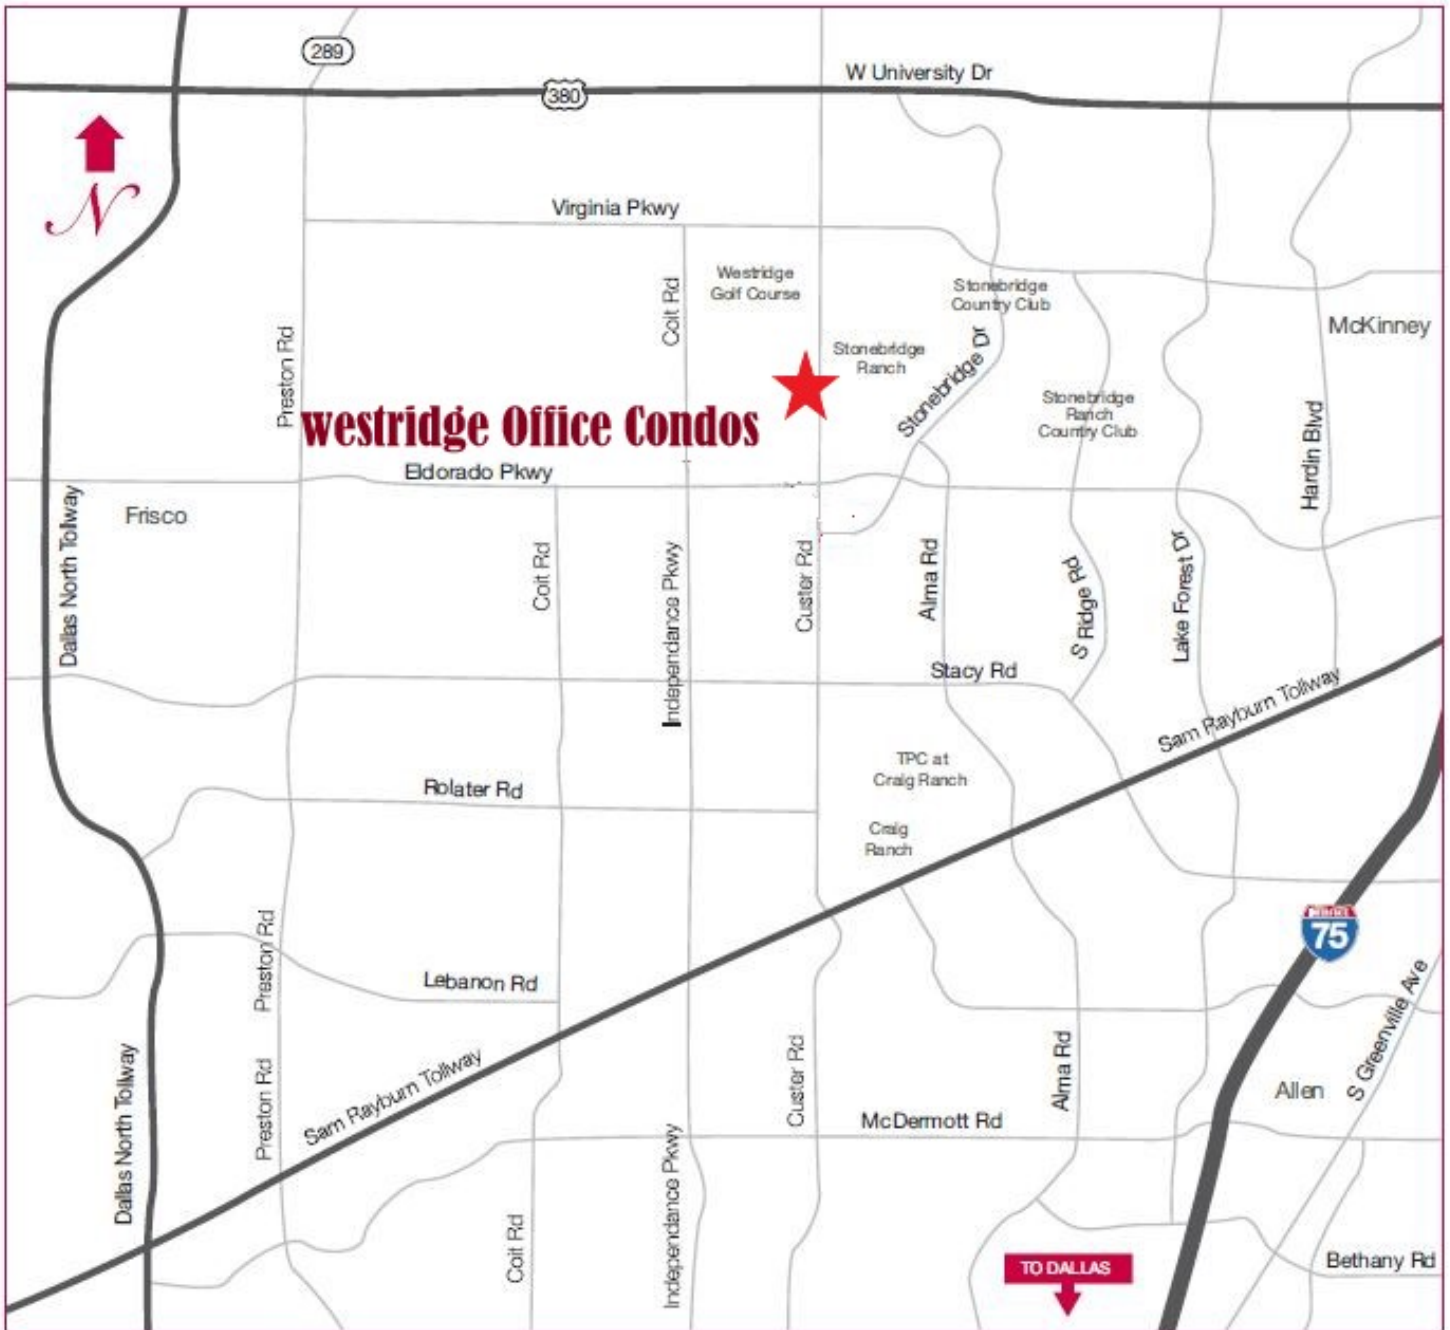 289
W University Dr
380
N
Virginia Pkwy
Westridge
Golf Course
Coit Rd
Stonebridge
Country Club
McKinney
Preston Rd
Stonebridge
Ranch
Stonebridge Dr
Stonebridge
Ranch
Country Club
westridge Office Condos
Hardin Blvd
Eldorado Pkwy
Frisco
Dallas North Tollway
Coit Rd
Independance Pkwy
Custer Rd
Alma Rd
S Ridge Rd
Lake Forest Dr
Stacy Rd
Sam Rayburn Tollway
TPC at
Craig Ranch
Rolater Rd
Craig
Ranch
75
Preston Rd
Lebanon Rd
S Greenville Ave
Sam Rayburn Tollway
Preston Rd
Dallas North Tollway
Custer Rd
Alma Rd
Allen
McDermott Rd
Independance Pkwy
Coit Rd
TO DALLAS
Bethany Rd